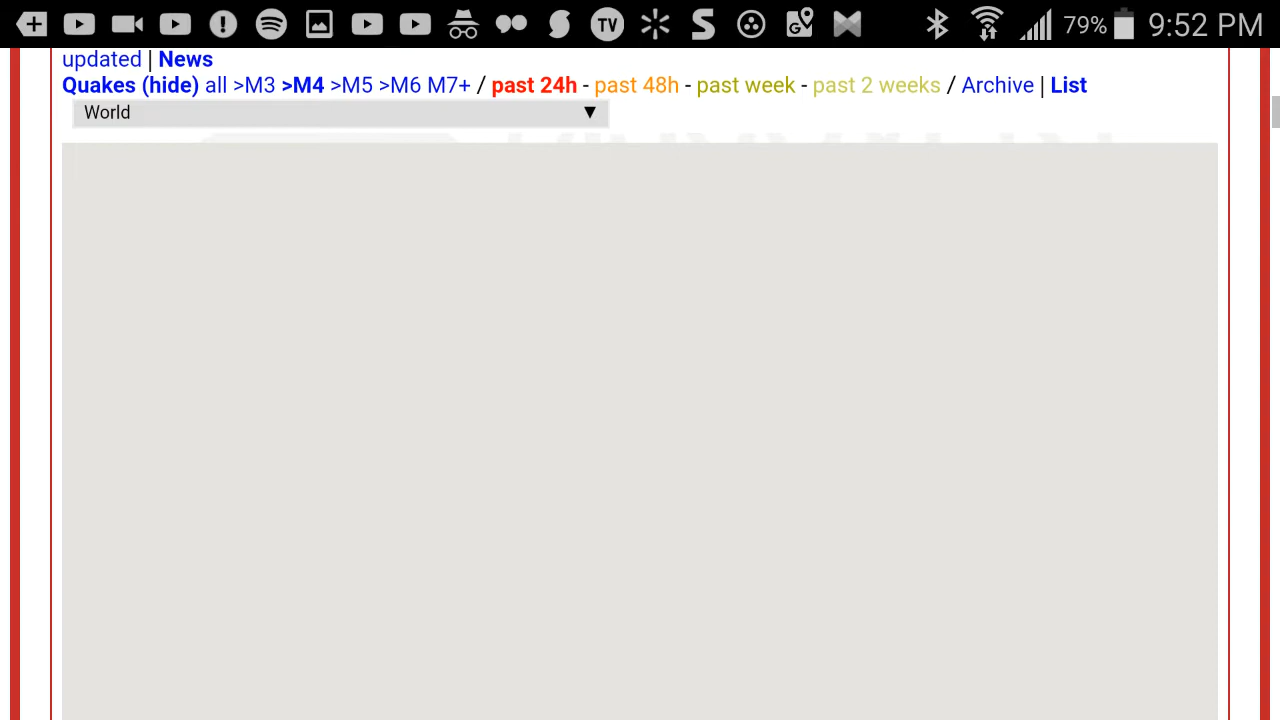 79% 9:52 PM
updated | News
Quakes (hide) all >M3 >M4 >M5 >M6 M7+ / past 24h - past 48h - past week - past 2 weeks / Archive | List
World